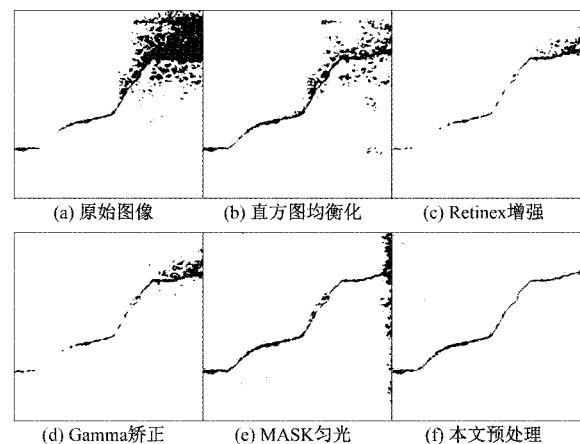 (a) 原始图像
(b) 直方图均衡化
(c) Retinex增强
(d) Gamma矫正
(e) MASK匀光
(f) 本文预处理